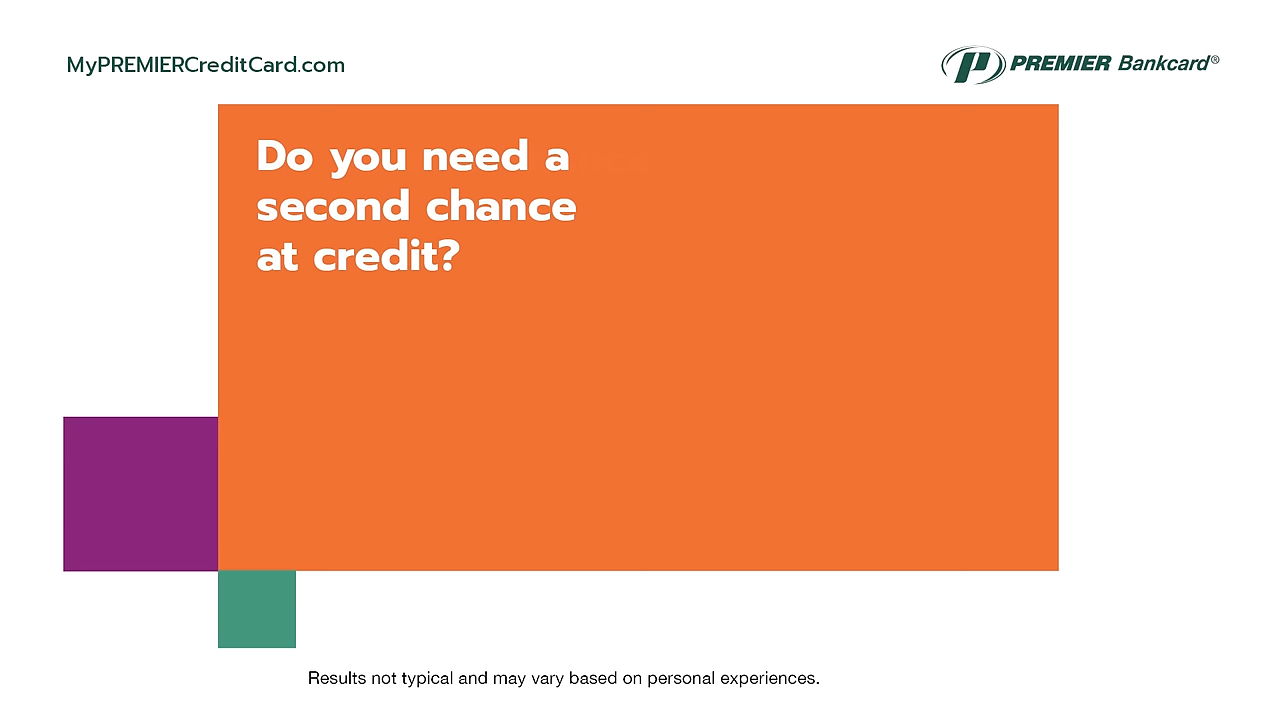 MyPREMIERCreditCard.com
PREMIER Bankcard®
Do you need a
second chance
at credit?
Results not typical and may vary based on personal experiences.